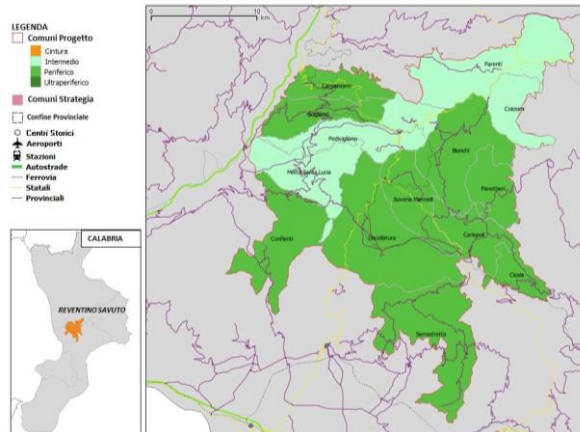 LEGENDA
Comuni Progetto
Cintura
Intermedio
Periferico
Ultraperiferico
Comuni Strategia
Confine Provinciale
Centri Storici
Aeroporti
Stazioni
Autostrade
Ferrovia
Statali
Provinciali
CALABRIA
REVENTINO SAVUTO
0 10
km
Parenti
Carpanzano
Colosimi
Scigliano
Pedivigliano
Bianchi
Motta Santa Lucia
Panettieri
Soveria Mannelli
Conflenti
Decollatura
Carlopoli
Cicala
Serrastretta